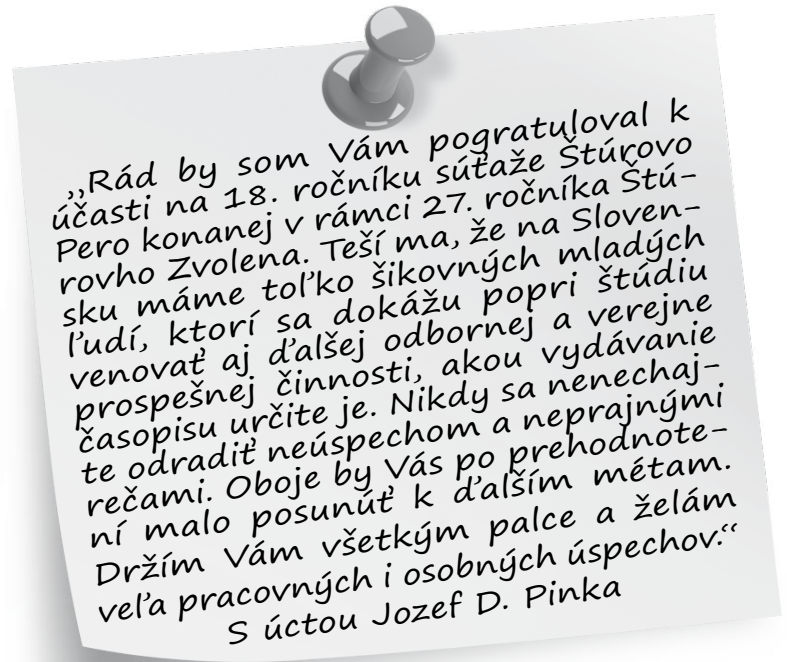 „Rád by som Vám pogratuloval k
účasti na 18. ročníku súťaže Štúrovo
Pero konanej v rámci 27. ročníka Štú-
rovho Zvolena. Teší ma, že na Sloven-
sku máme toľko šikovných mladých
ľudí, ktorí sa dokážu popri štúdiu
venovať aj ďalšej odbornej a verejne
prospešnej činnosti, akou vydávanie
časopisu určite je. Nikdy sa nenechaj-
te odradiť neúspechom a neprajnými
rečami. Oboje by Vás po prehodnote-
ní malo posunúť k ďalším métam.
Držím Vám všetkým palce a želám
veľa pracovných i osobných úspechov.“
S úctou Jozef D. Pinka